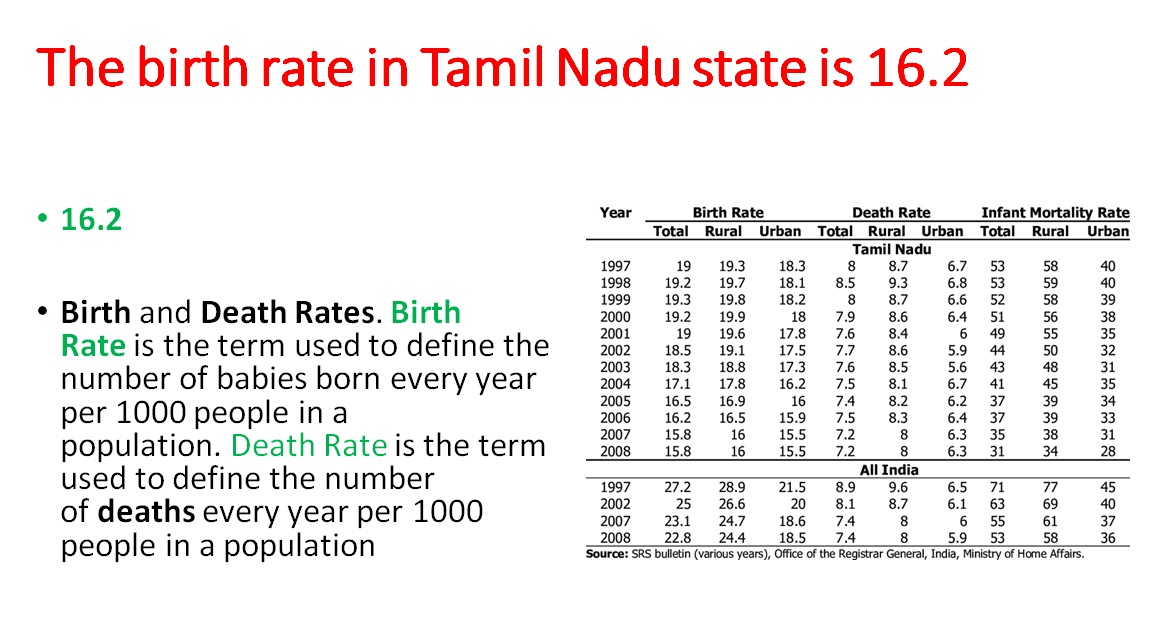 The birth rate in Tamil Nadu state is 16.2
• 16.2
• Birth and Death Rates. Birth
Rate is the term used to define the
number of babies born every year
per 1000 people in a
population. Death Rate is the term
used to define the number
of deaths every year per 1000
people in a population
Year Birth Rate Death Rate Infant Mortality Rate
Total Rural Urban Total Rural Urban Total Rural Urban
Tamil Nadu
1997 19 19.3 18.3 8 8.7 6.7 53 58 40
1998 19.2 19.7 18.1 8.5 9.3 6.8 53 59 40
1999 19.3 19.8 18.2 8 8.7 6.6 52 58 39
2000 19.2 19.9 18 7.9 8.6 6.4 51 56 38
2001 19 19.6 17.8 7.6 8.4 6 49 55 35
2002 18.5 19.1 17.5 7.7 8.6 5.9 44 50 32
2003 18.3 18.8 17.3 7.6 8.5 5.6 43 48 31
2004 17.1 17.8 16.2 7.5 8.1 6.7 41 45 35
2005 16.5 16.9 16 7.4 8.2 6.2 37 39 34
2006 16.2 16.5 15.9 7.5 8.3 6.4 37 39 33
2007 15.8 16 15.5 7.2 8 6.3 35 38 31
2008 15.8 16 15.5 7.2 8 6.3 31 34 28
All India
1997 27.2 28.9 21.5 8.9 9.6 6.5 71 77 45
2002 25 26.6 20 8.1 8.7 6.1 63 69 40
2007 23.1 24.7 18.6 7.4 8 6 55 61 37
2008 22.8 24.4 18.5 7.4 8 5.9 53 58 36
Source: SRS bulletin (various years), Office of the Registrar General, India, Ministry of Home Affairs.